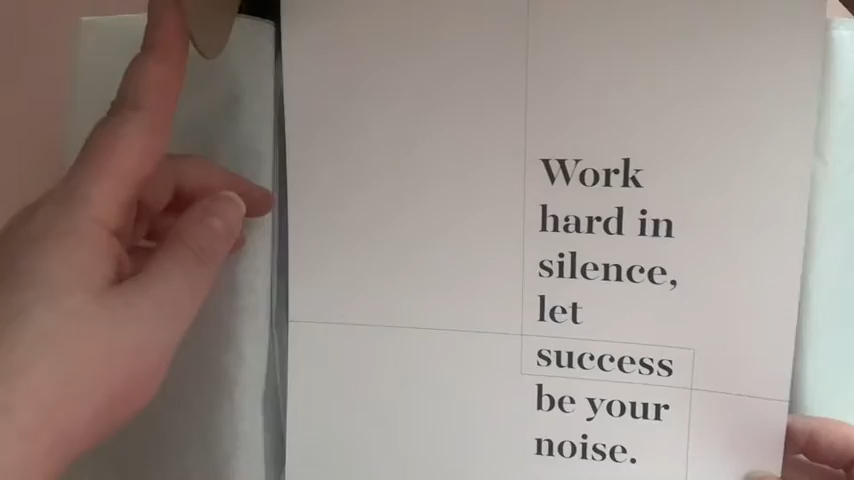 Work
hard in
silence,
let
success
be your
noise.